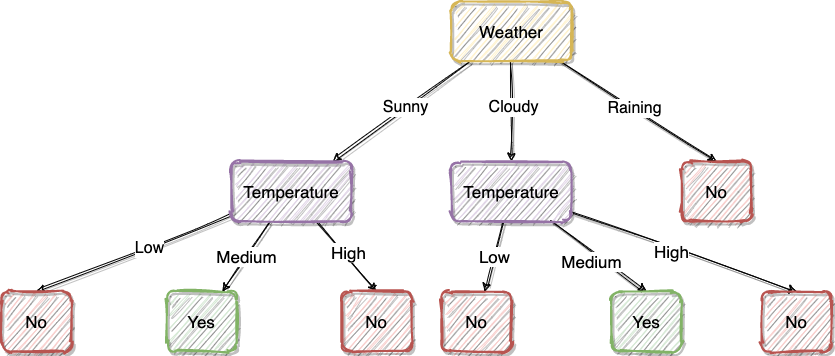 Weather
Sunny
Cloudy
Raining
Temperature
Temperature
No
Low
Medium
High
Low
Medium
High
No
Yes
No
No
Yes
No